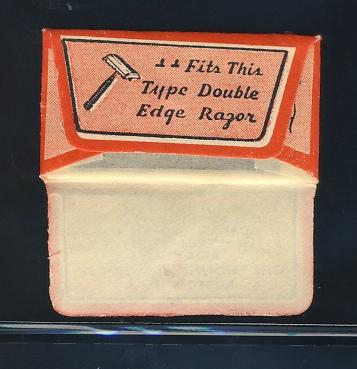 Fits This
Type Double
Edge Razor